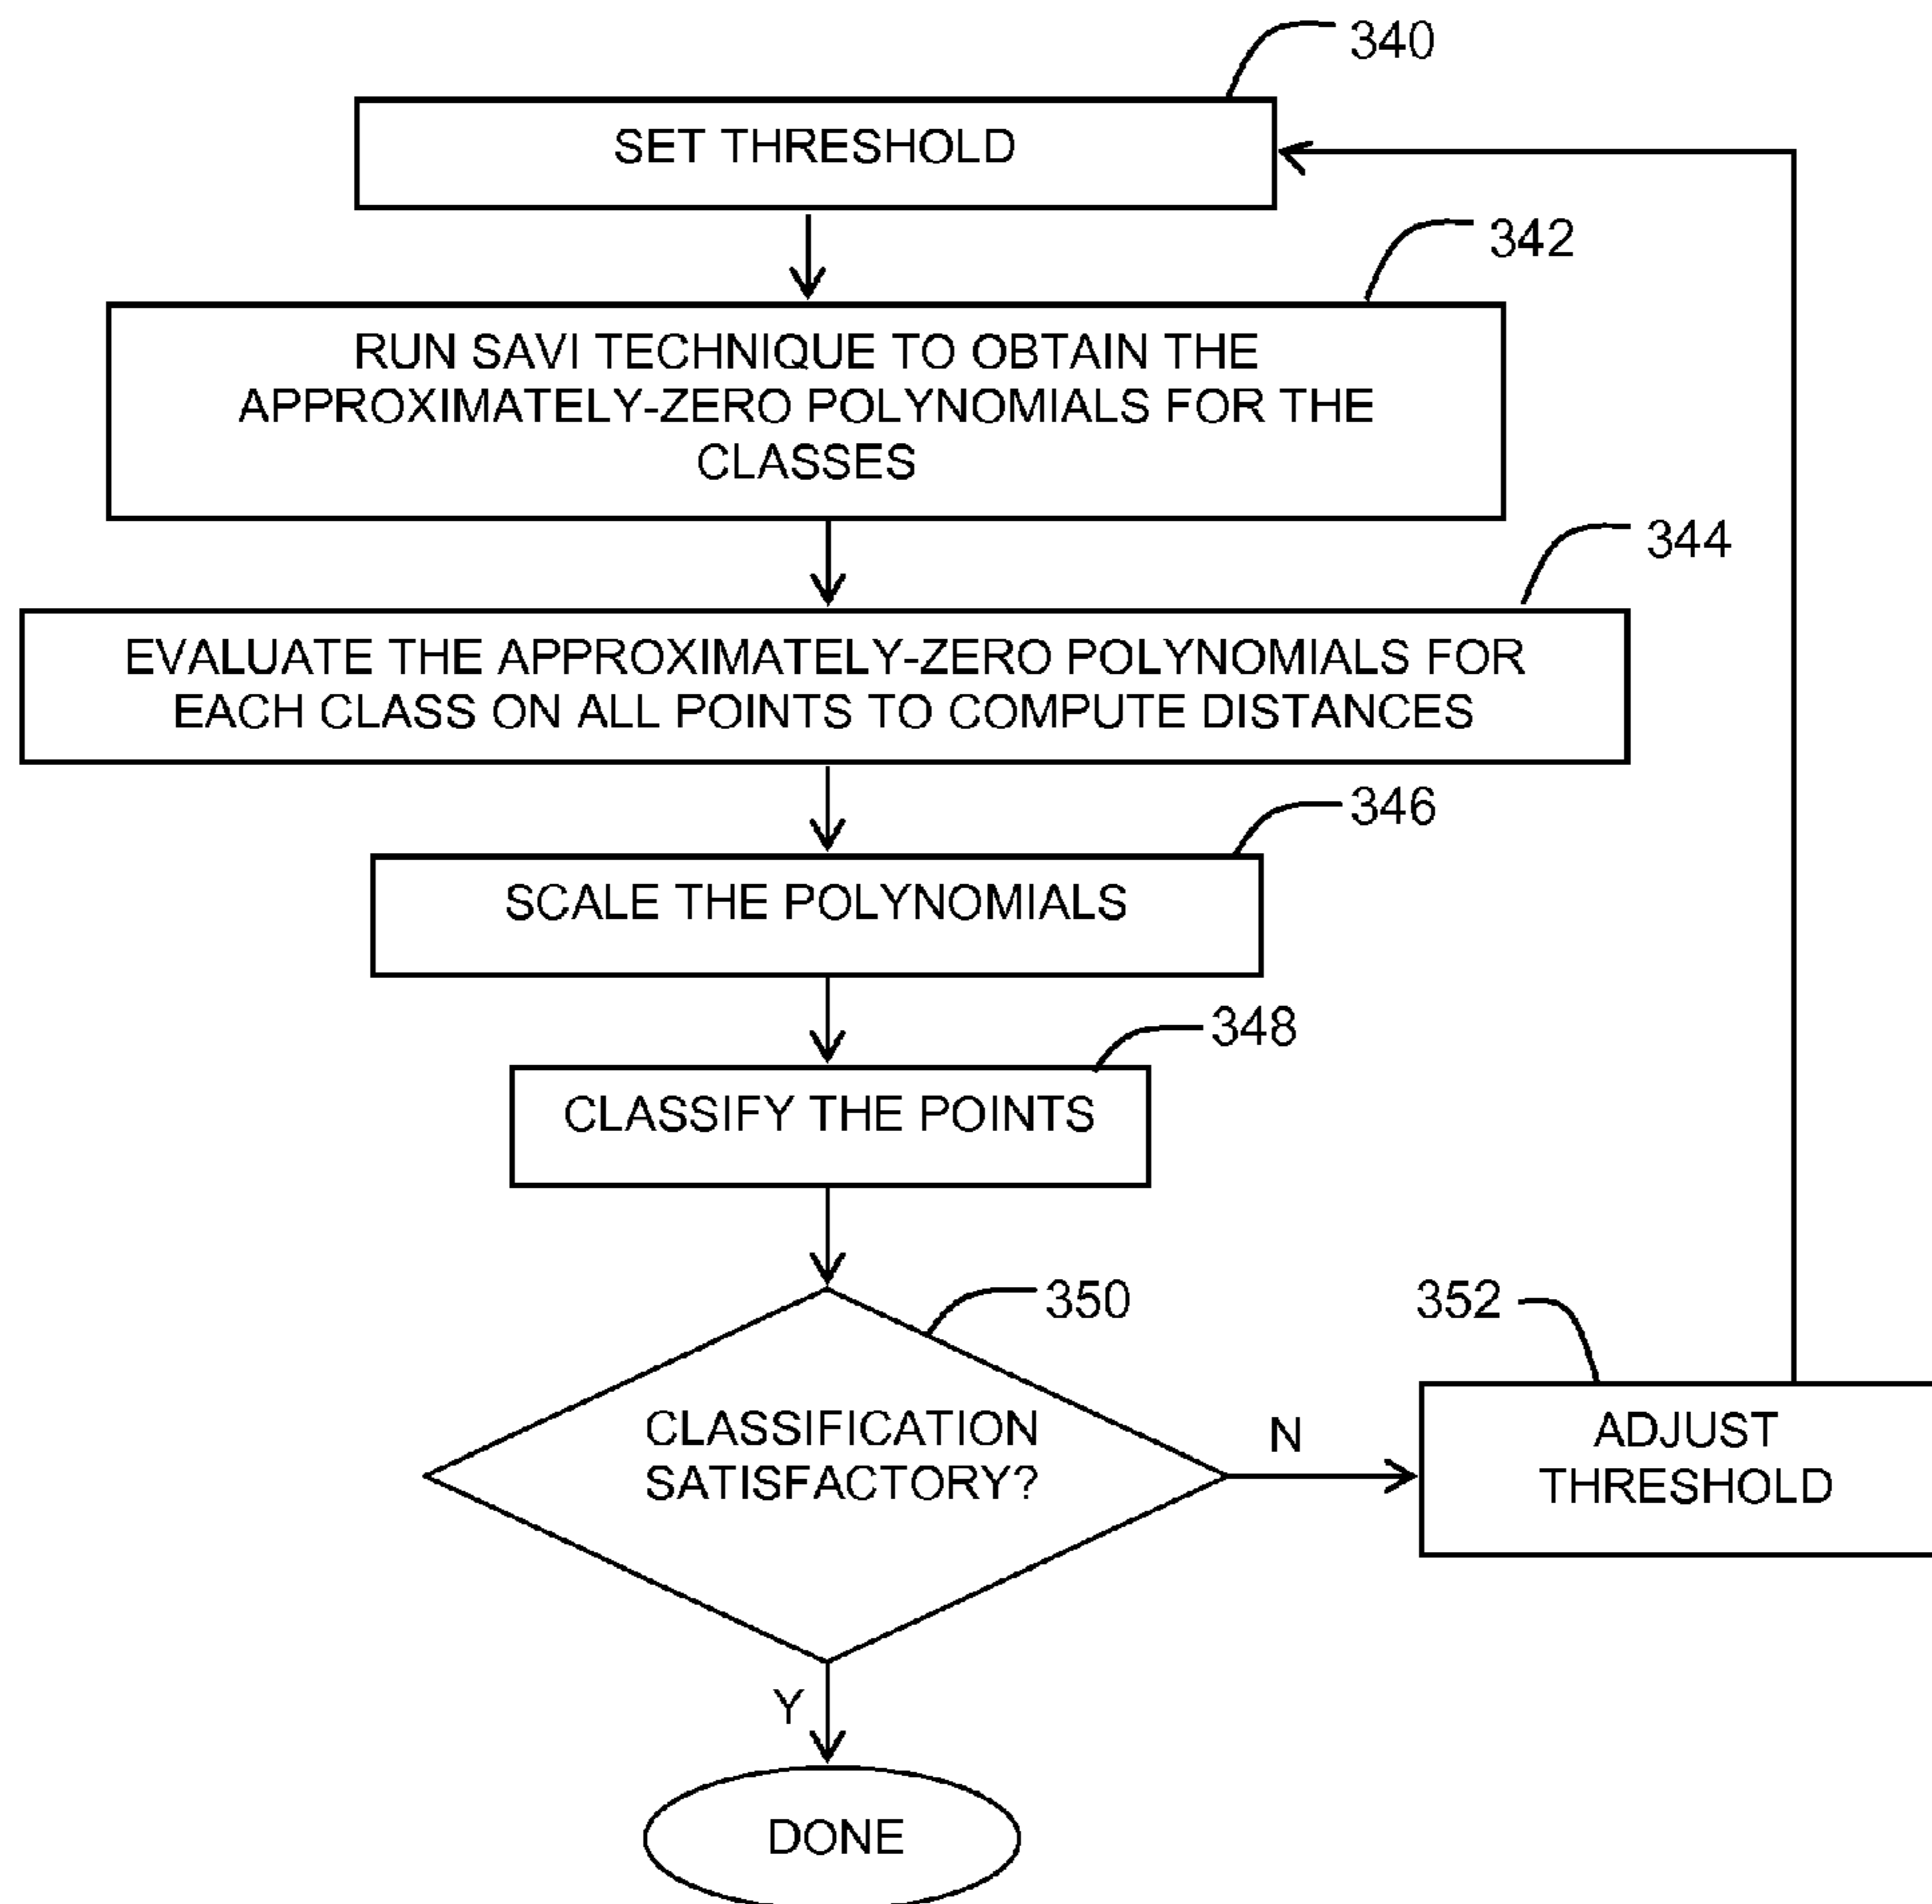 340
SET THRESHOLD
342
RUN SAVI TECHNIQUE TO OBTAIN THE
APPROXIMATELY-ZERO POLYNOMIALS FOR THE
CLASSES
344
EVALUATE THE APPROXIMATELY-ZERO POLYNOMIALS FOR
EACH CLASS ON ALL POINTS TO COMPUTE DISTANCES
346
SCALE THE POLYNOMIALS
348
CLASSIFY THE POINTS
350
CLASSIFICATION
SATISFACTORY?
N
352
ADJUST
THRESHOLD
Y
DONE